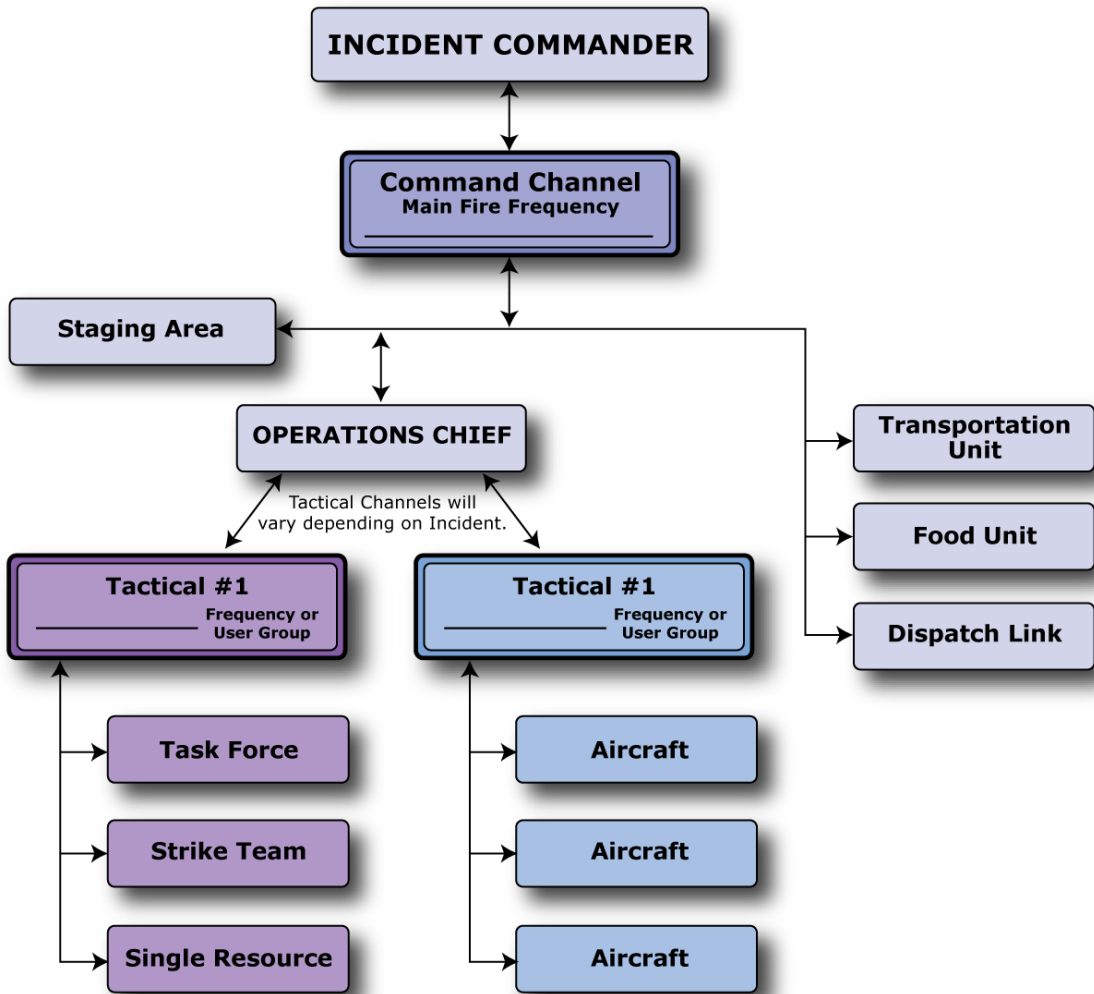 INCIDENT COMMANDER
Command Channel
Main Fire Frequency
Staging Area
OPERATIONS CHIEF
Transportation
Unit
Tactical Channels will
vary depending on Incident.
Food Unit
Tactical #1
Frequency or
User Group
Tactical #1
Frequency or
User Group
Dispatch Link
Task Force
Strike Team
Single Resource
Aircraft
Aircraft
Aircraft